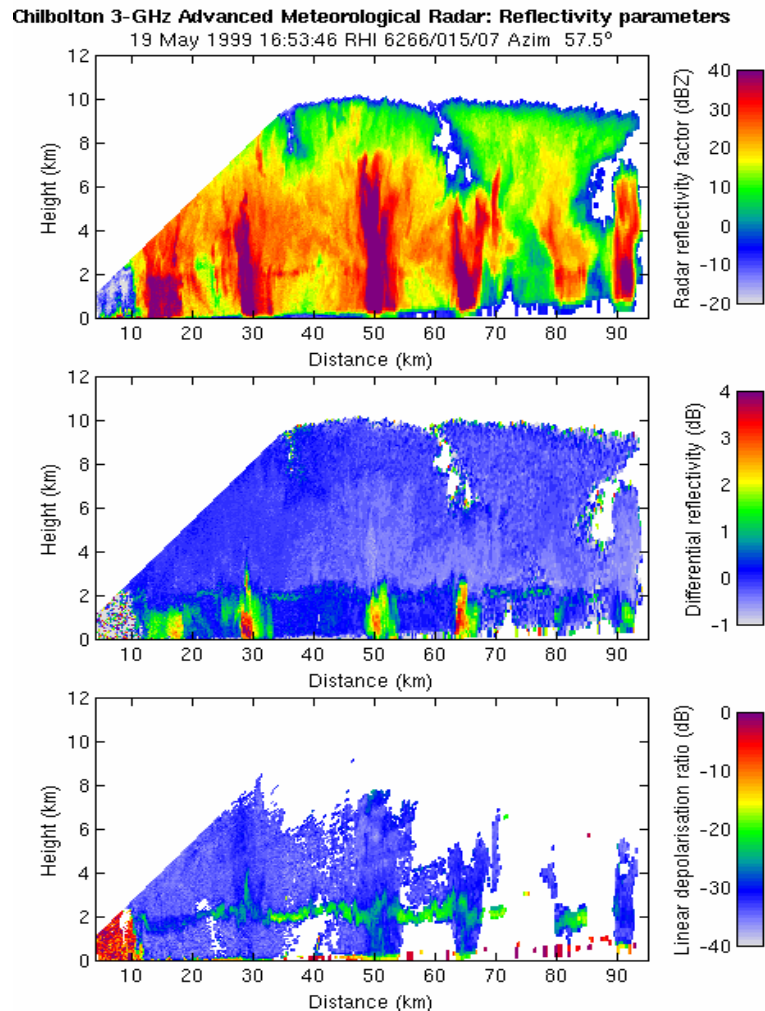 Chilbolton 3-GHz Advanced Meteorological Radar: Reflectivity parameters
19 May 1999 16:53:46 RHI 6266/015/07 Azim 57.5°
12
10
8
6
4
2
0
Height (km)
10 20 30 40 50 60 70 80 90
Distance (km)
40
30
20
10
0
-10
-20
Radar reflectivity factor (dBZ)
12
10
8
6
4
2
0
Height (km)
10 20 30 40 50 60 70 80 90
Distance (km)
4
3
2
1
0
-1
Differential reflectivity (dB)
12
10
8
6
4
2
0
Height (km)
10 20 30 40 50 60 70 80 90
Distance (km)
0
-10
-20
-30
-40
Linear depolarisation ratio (dB)